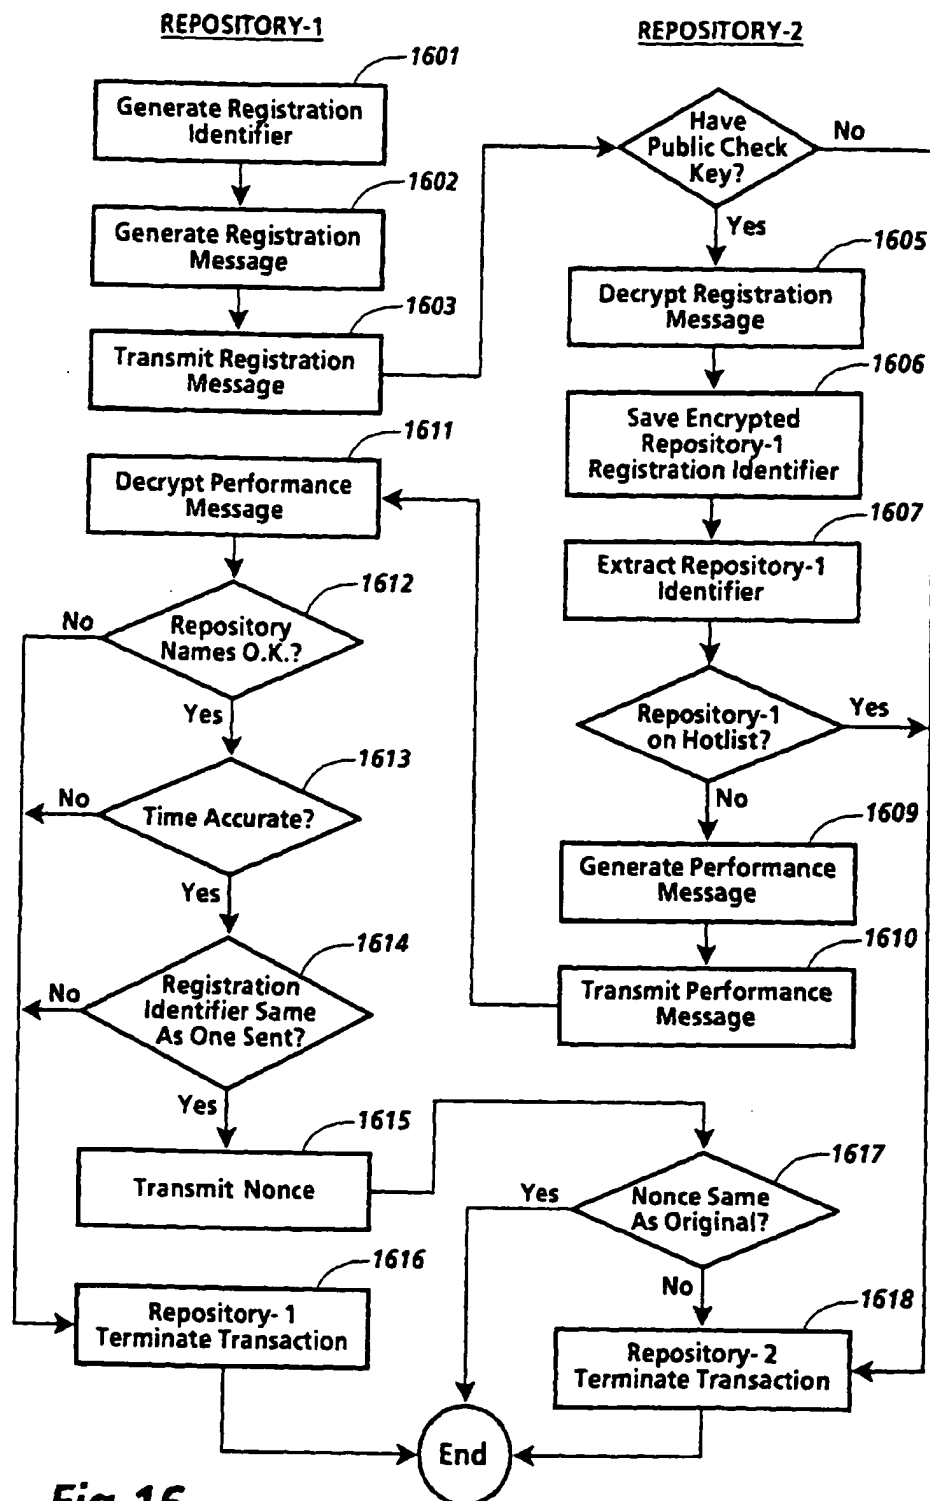 REPOSITORY-1
1601
Generate Registration
Identifier
1602
Generate Registration
Message
1603
Transmit Registration
Message
1611
Decrypt Performance
Message
1612
No
Repository
Names O.K.?
Yes
1613
No
Time Accurate?
Yes
1614
No
Registration
Identifier Same
As One Sent?
Yes
1615
Transmit Nonce
1616
Repository- 1
Terminate Transaction
REPOSITORY-2
Have
Public Check
Key?
No
Yes
1605
Decrypt Registration
Message
1606
Save Encrypted
Repository-1
Registration Identifier
1607
Extract Repository-1
Identifier
Repository-1
on Hotlist?
Yes
No
1609
Generate Performance
Message
1610
Transmit Performance
Message
1617
Yes
Nonce Same
As Original?
No
1618
Repository- 2
Terminate Transaction
End
Fig. 16